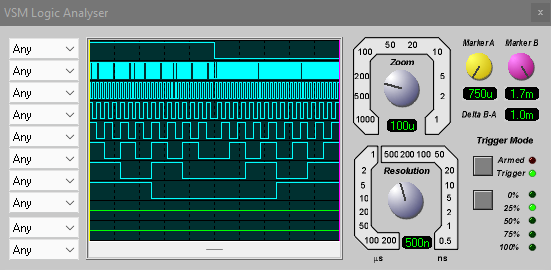 VSM Logic Analyser
x
Any
Any
Any
Any
Any
Any
Any
Any
Any
Any
100 50 20 10
200 5
500 2
1000 1
Zoom
100u
Marker A Marker B
750u 1.7m
Delta B-A 1.0m
Trigger Mode
Armed
Trigger
0%
25%
50%
75%
100%
1 500 200 100 50
2 20
5 10
10 5
20 2
50 100 200 1 0.5
Resolution
500n
µs ns